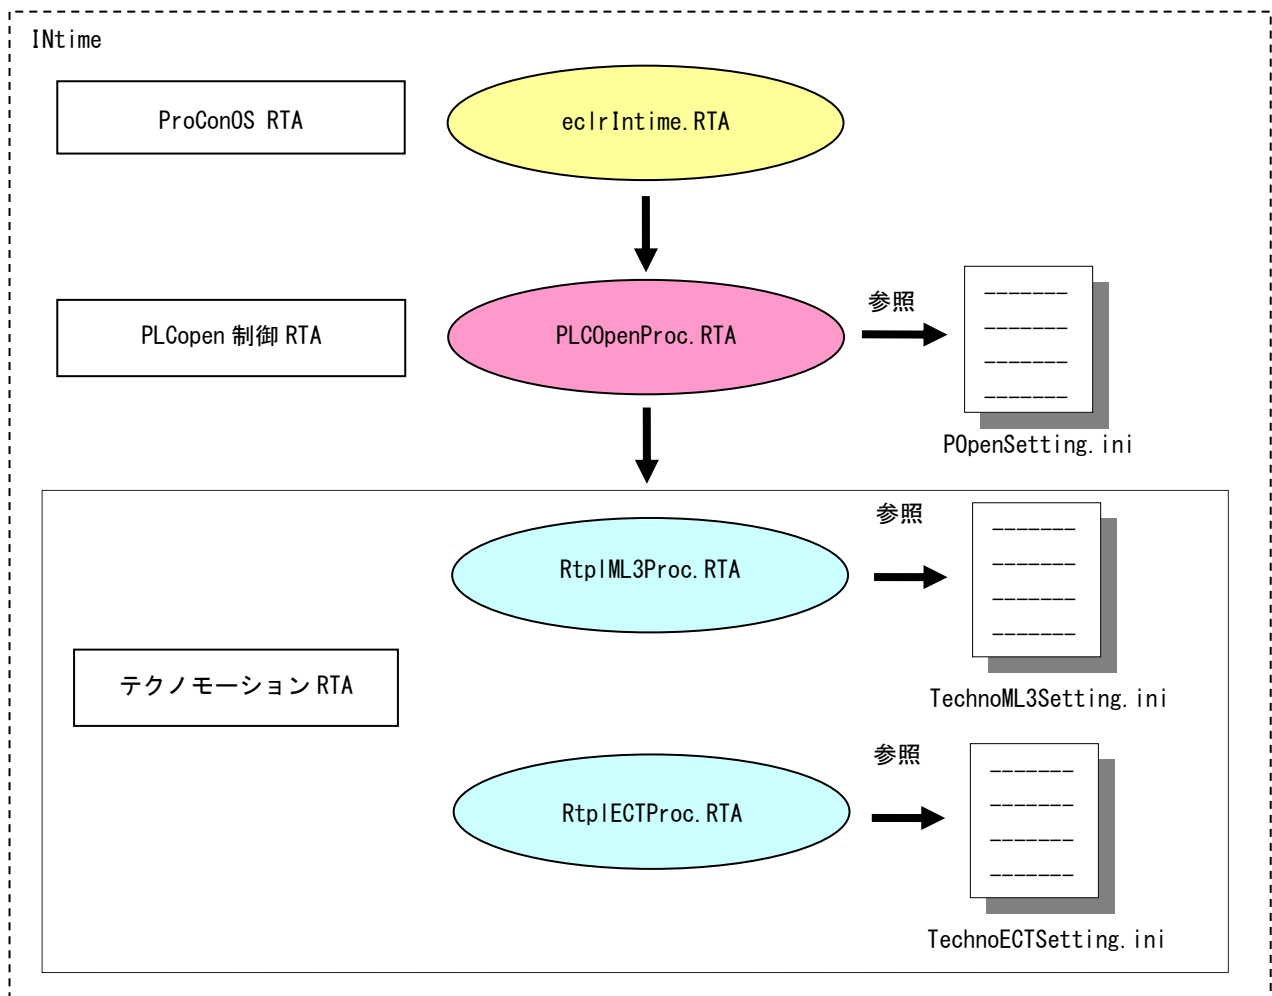 INtime
ProConOS RTA
eclrIntime.RTA
PLCopen 制御 RTA
PLCOpenProc.RTA
参照
POpenSetting.ini
テクノモーション RTA
RtplML3Proc.RTA
参照
TechnoML3Setting.ini
RtplECTProc.RTA
参照
TechnoECTSetting.ini